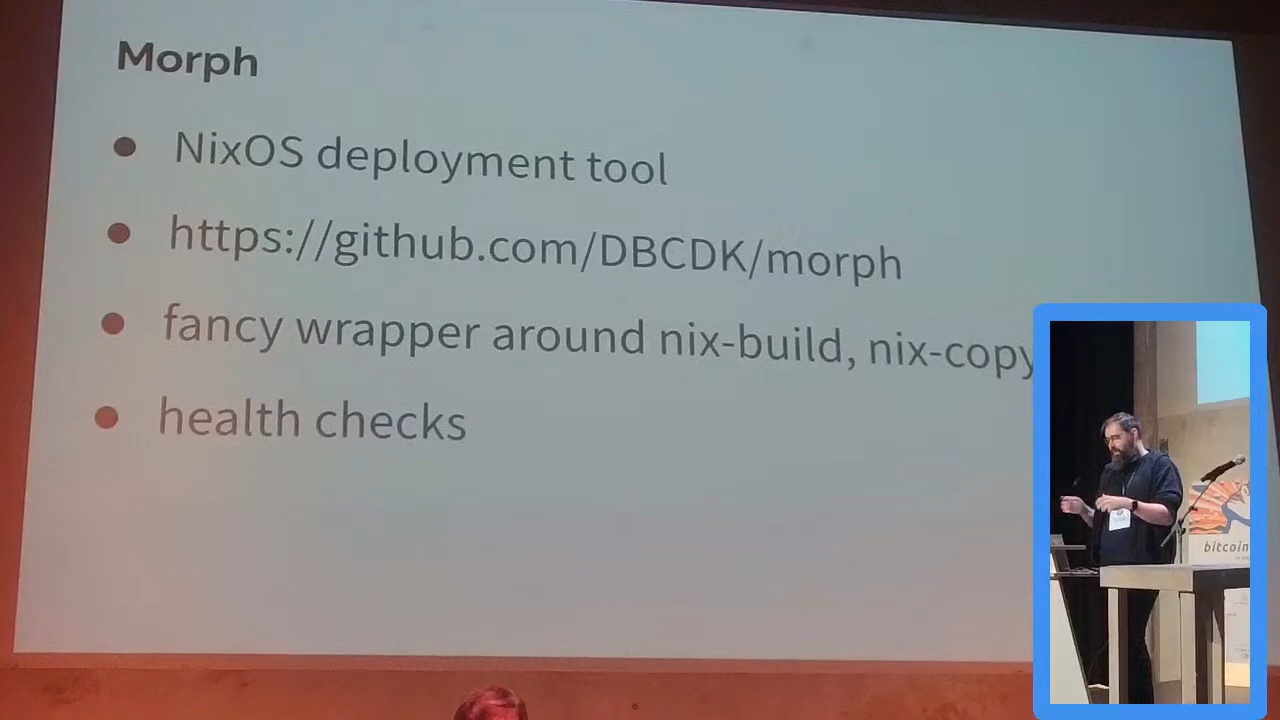 Morph
NixOS deployment tool
https://github.com/DBCDK/morph
fancy wrapper around nix-build, nix-copy
health checks
bitcoin